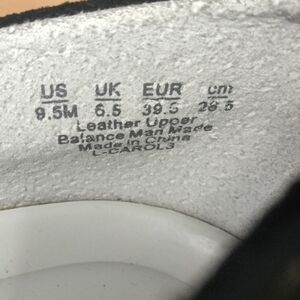 US UK EUR cm
9.5M 6.5 39.5 26.5
Leather Upper
Balance Man Made
Made in China
L-CAROL3